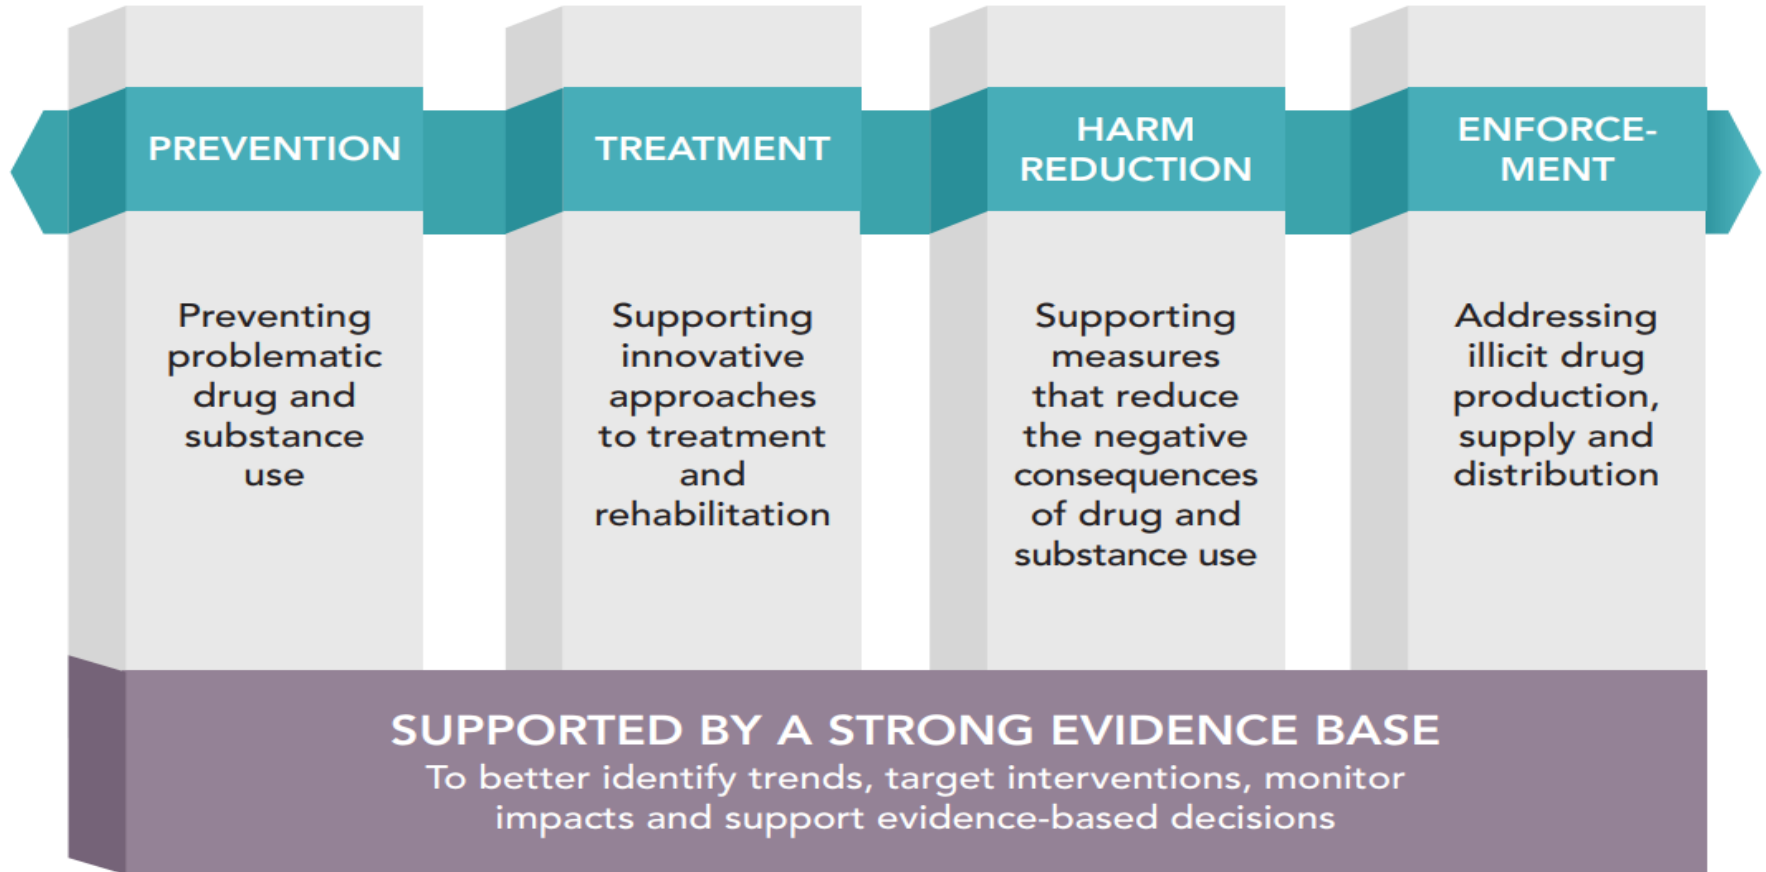 PREVENTION
Preventing
problematic
drug and
substance
use
TREATMENT
Supporting
innovative
approaches
to treatment
and
rehabilitation
HARM
REDUCTION
Supporting
measures
that reduce
the negative
consequences
of drug and
substance use
ENFORCE-
MENT
Addressing
illicit drug
production,
supply and
distribution
SUPPORTED BY A STRONG EVIDENCE BASE
To better identify trends, target interventions, monitor
impacts and support evidence-based decisions